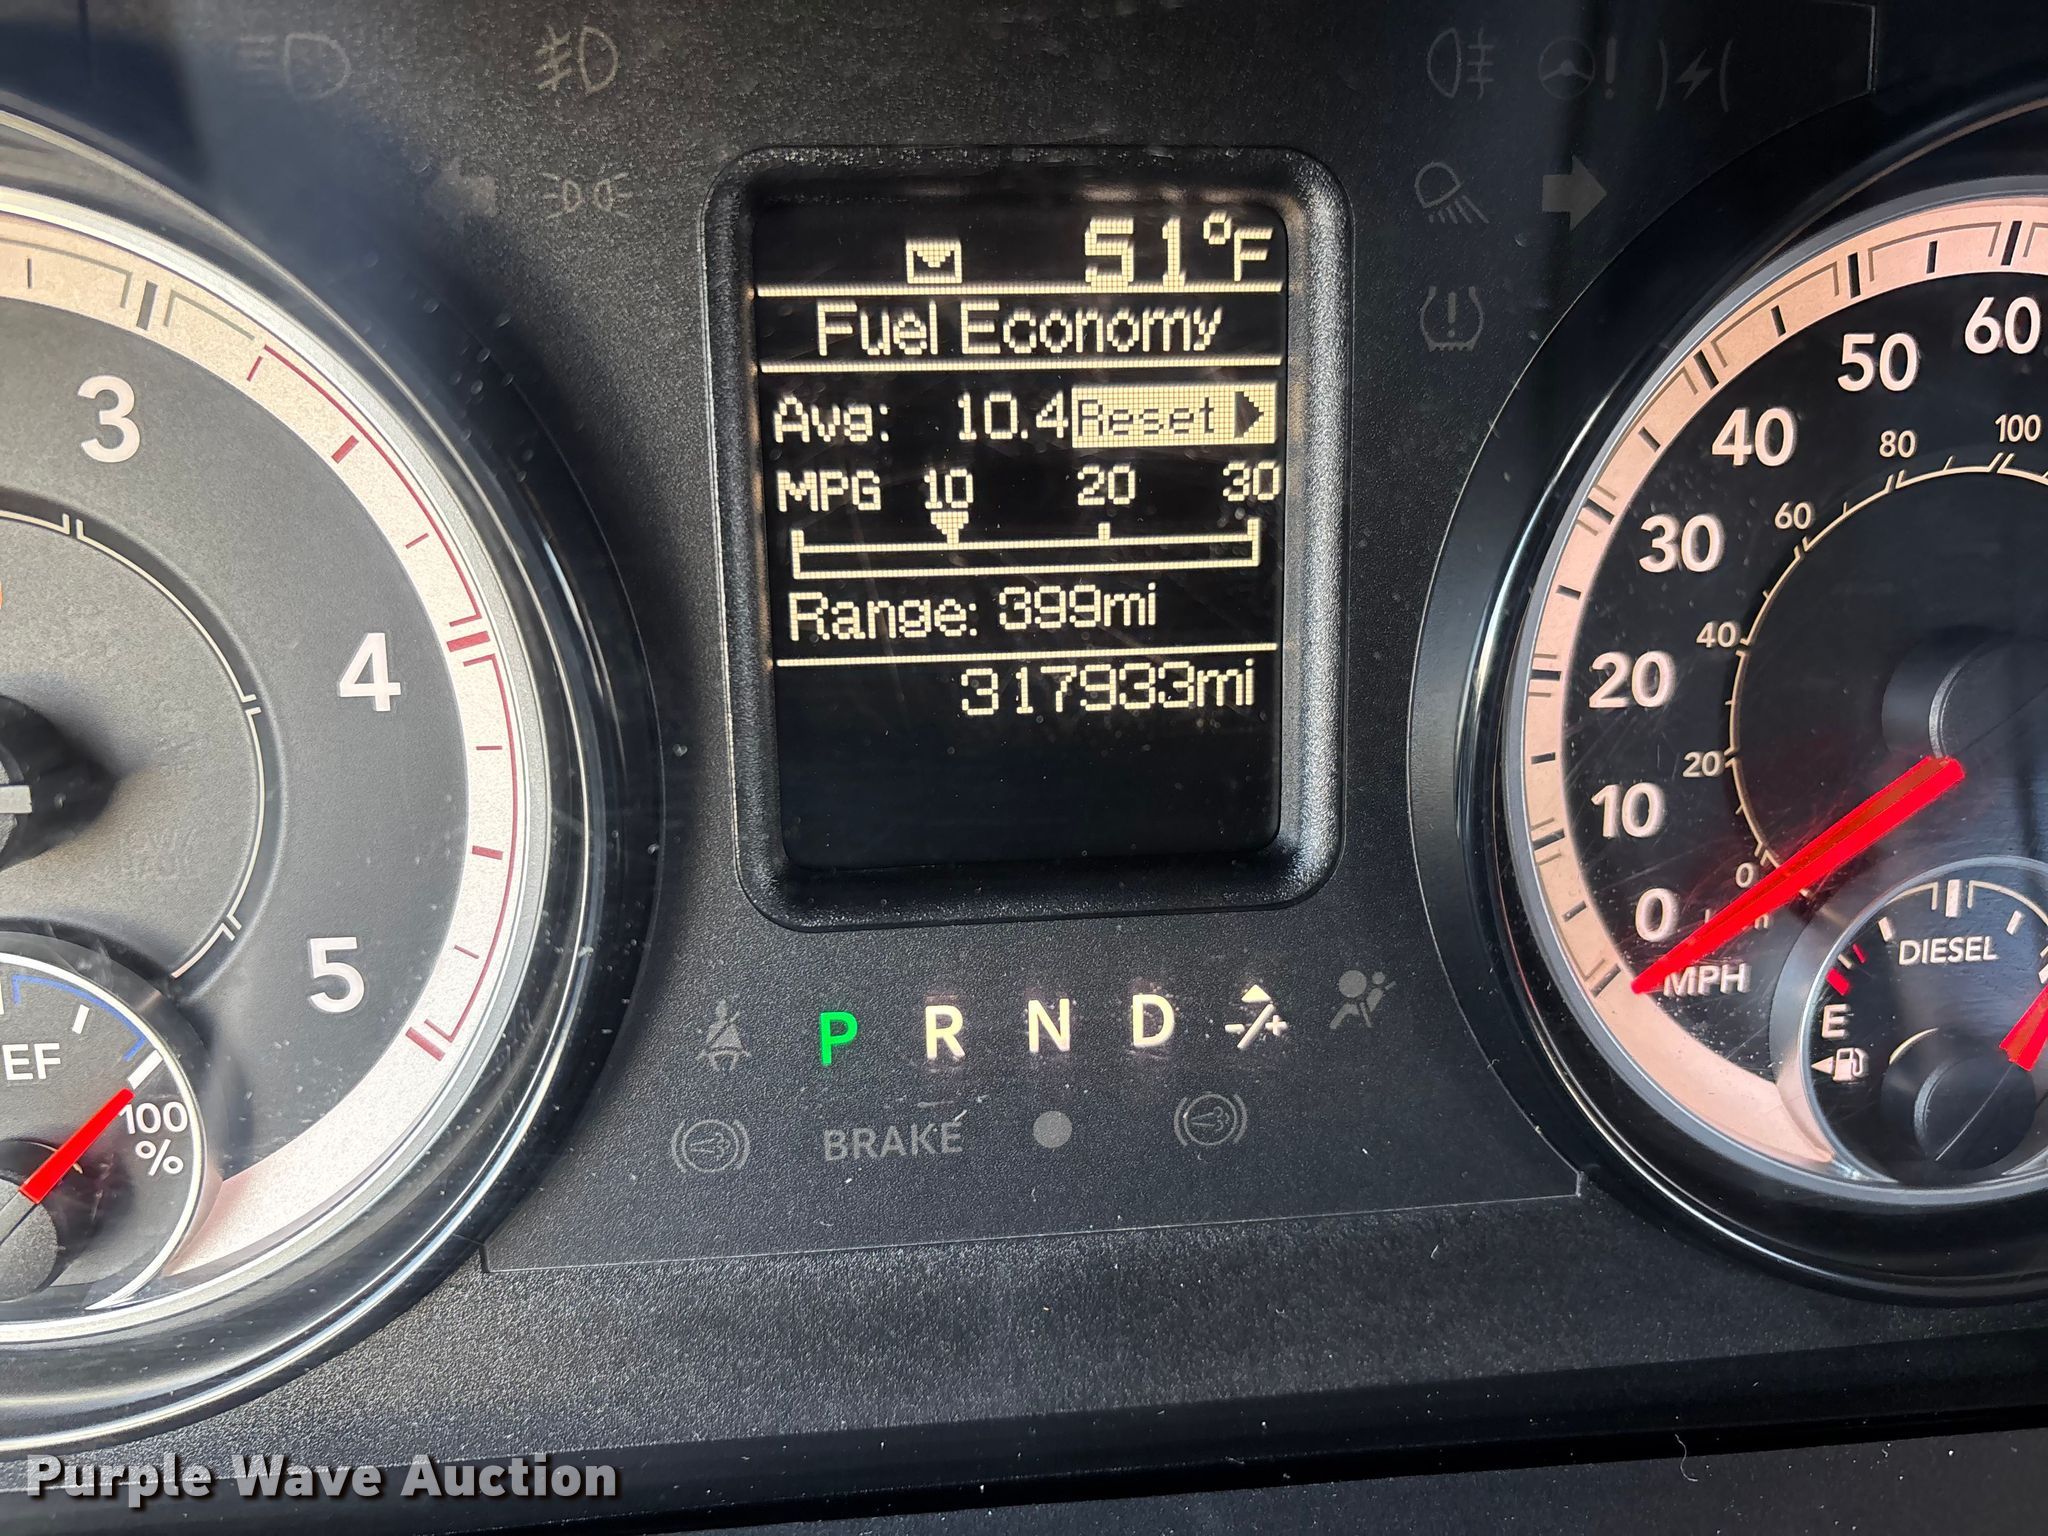 51°F
Fuel Economy
Avg: 10.4 Reset
MPG 10 20 30
Range: 399mi
317933mi
3
4
5
EF
100
%
P R N D -/+
BRAKE
60
50
40
30
20
10
0
MPH
100
80
60
40
20
0
DIESEL
E
Purple Wave Auction